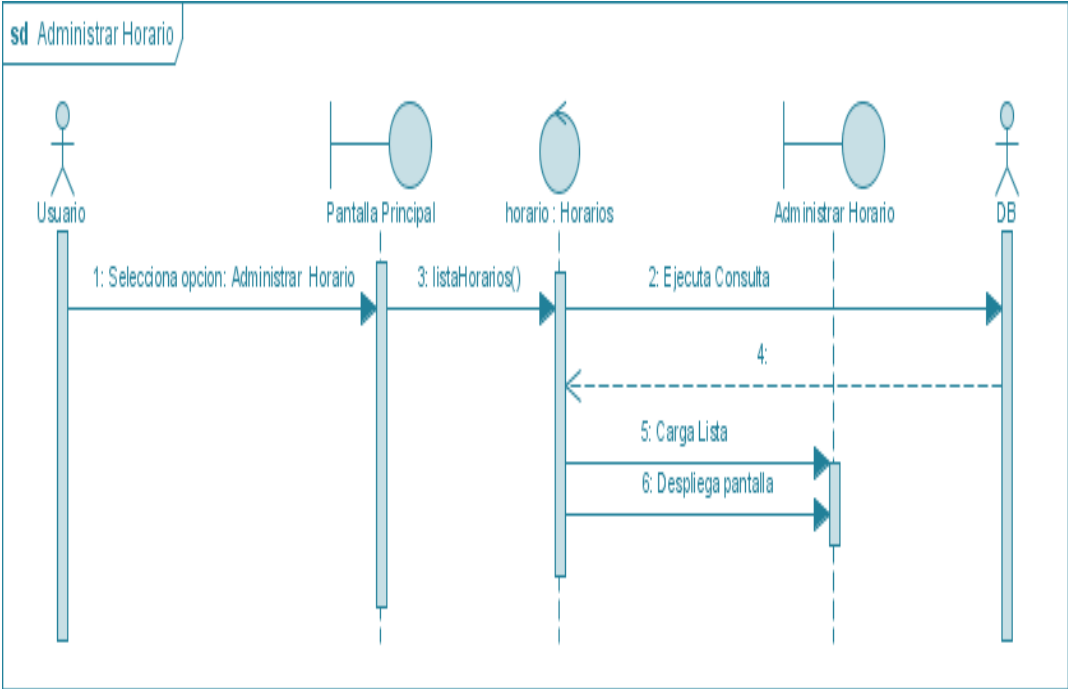 sd Administrar Horario
Usuario
Pantalla Principal
horario : Horarios
Administrar Horario
DB
1: Selecciona opcion: Administrar Horario
3: listaHorarios()
2: Ejecuta Consulta
4:
5: Carga Lista
6: Despliega pantalla